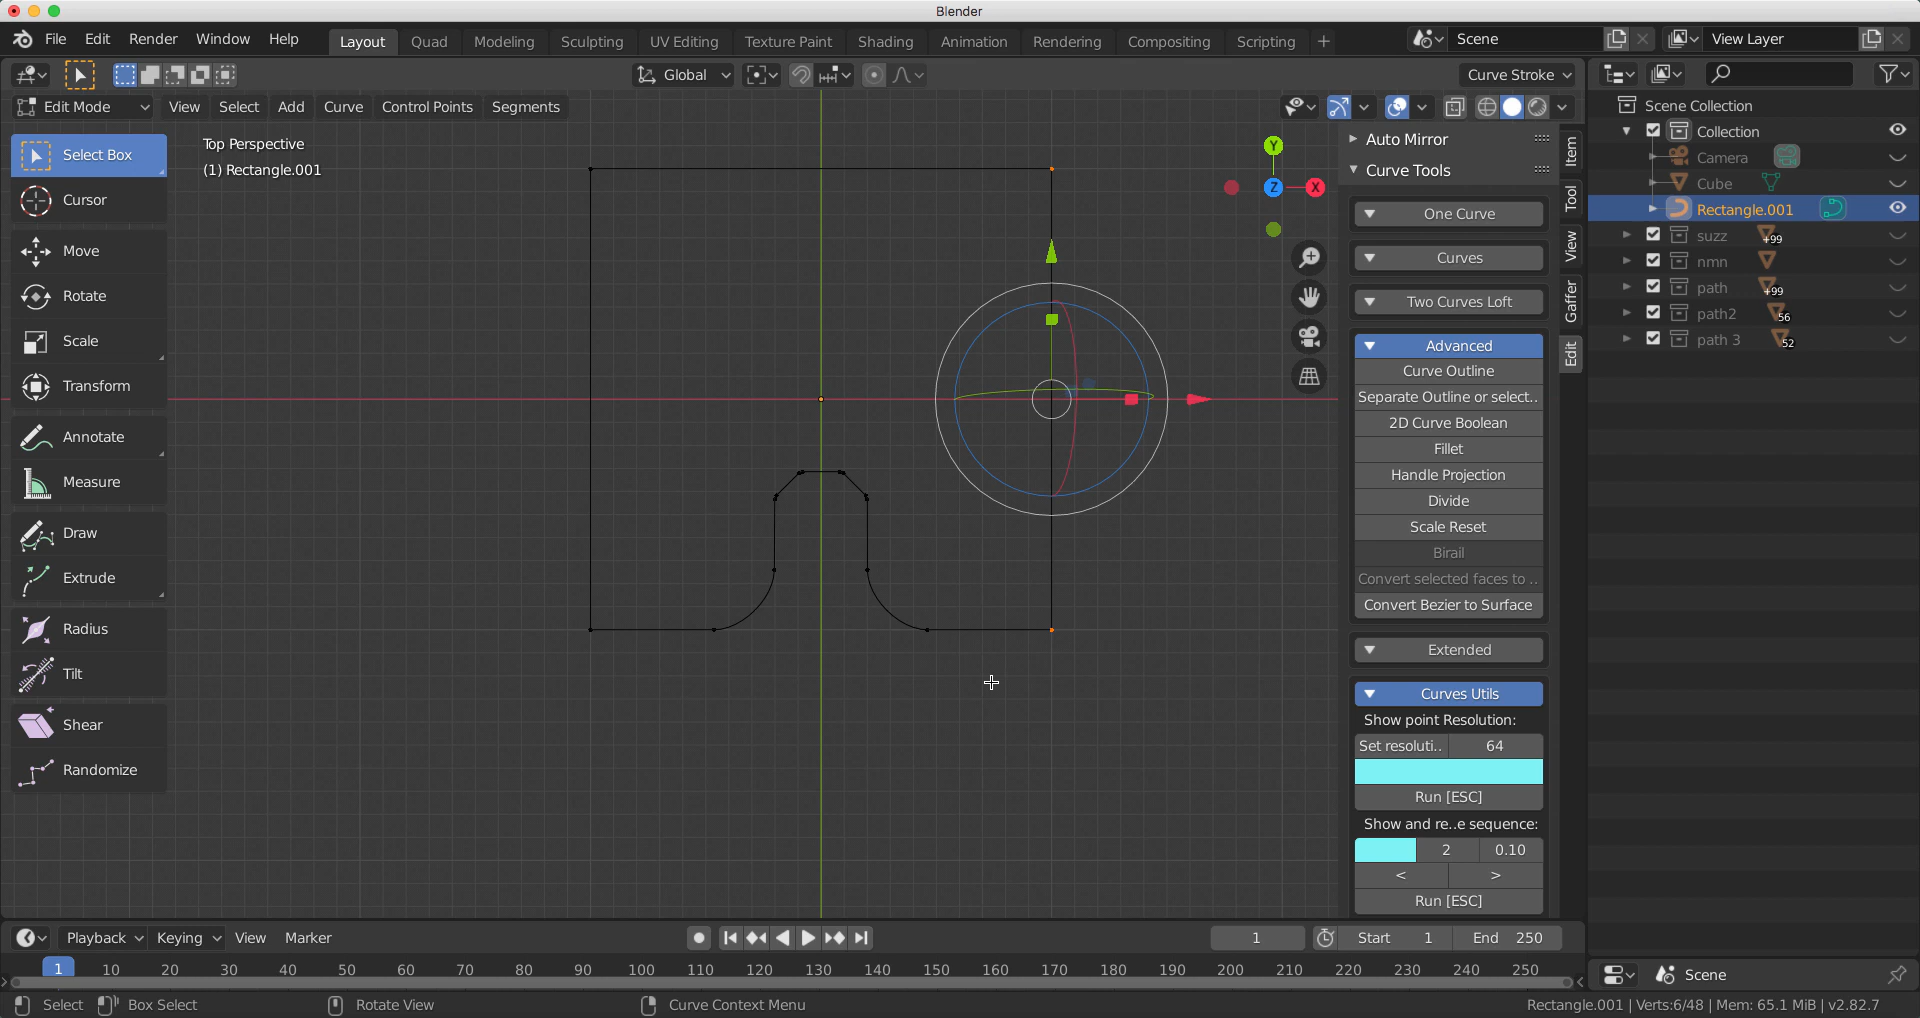 Blender
File Edit Render Window Help Layout Quad Modeling Sculpting UV Editing Texture Paint Shading Animation Rendering Compositing Scripting + Scene View Layer
Global Curve Stroke
Edit Mode View Select Add Curve Control Points Segments
Top Perspective
(1) Rectangle.001
Select Box
Cursor
Move
Rotate
Scale
Transform
Annotate
Measure
Draw
Extrude
Radius
Tilt
Shear
Randomize
Y
Z
X
Auto Mirror
Curve Tools
One Curve
Curves
Two Curves Loft
Advanced
Curve Outline
Separate Outline or select..
2D Curve Boolean
Fillet
Handle Projection
Divide
Scale Reset
Birail
Convert selected faces to ..
Convert Bezier to Surface
Extended
Curves Utils
Show point Resolution:
Set resoluti.. 64
Run [ESC]
Show and re..e sequence:
2 0.10
< >
Run [ESC]
Item
Tool
View
Gaffer
Edit
Scene Collection
Collection
Camera
Cube
Rectangle.001
suzz +99
nmn
path +99
path2 56
path 3 52
Playback Keying View Marker 1 Start 1 End 250
1 10 20 30 40 50 60 70 80 90 100 110 120 130 140 150 160 170 180 190 200 210 220 230 240 250
Scene
Select Box Select Rotate View Curve Context Menu Rectangle.001 | Verts:6/48 | Mem: 65.1 MiB | v2.82.7